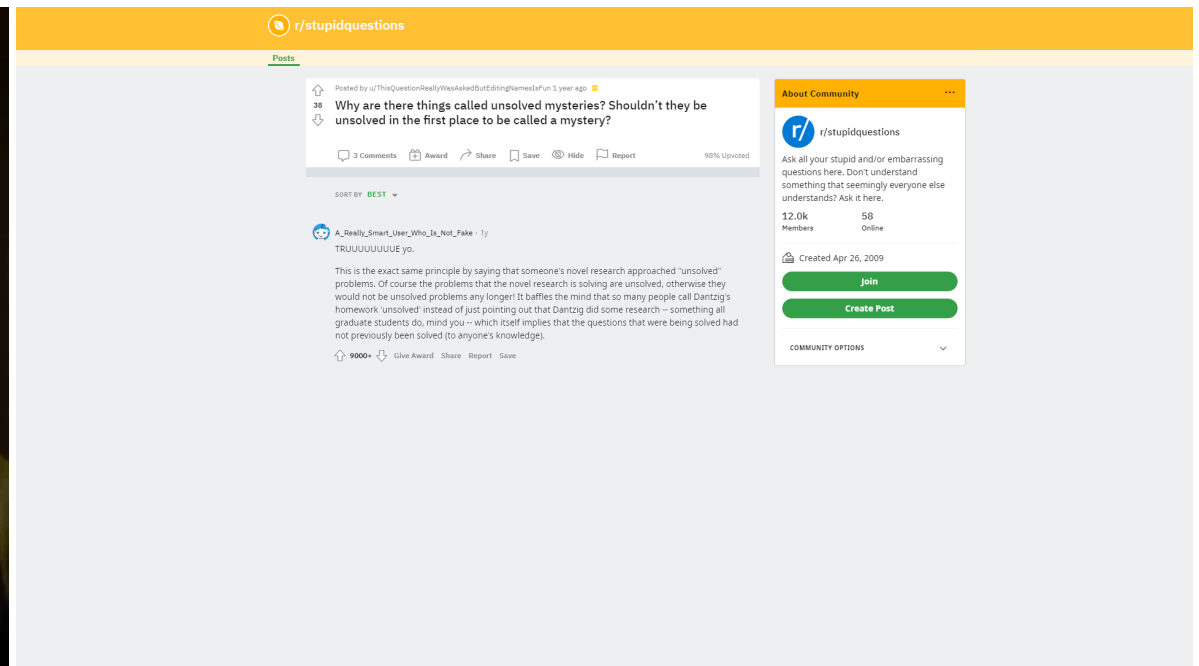 r/stupidquestions
Posts
Posted by u/ThisQuestionReallyWasAskedButEditingNamesIsFun 1 year ago
38
Why are there things called unsolved mysteries? Shouldn't they be
unsolved in the first place to be called a mystery?
3 Comments Award Share Save Hide Report 98% Upvoted
SORT BY BEST
A_Really_Smart_User_Who_Is_Not_Fake · 1y
TRUUUUUUUUE yo.
This is the exact same principle by saying that someone's novel research approached "unsolved"
problems. Of course the problems that the novel research is solving are unsolved, otherwise they
would not be unsolved problems any longer! It baffles the mind that so many people call Dantzig's
homework 'unsolved' instead of just pointing out that Dantzig did some research -- something all
graduate students do, mind you -- which itself implies that the questions that were being solved had
not previously been solved (to anyone's knowledge).
9000+ Give Award Share Report Save
About Community ...
r/ r/stupidquestions
Ask all your stupid and/or embarrassing
questions here. Don't understand
something that seemingly everyone else
understands? Ask it here.
12.0k 58
Members Online
Created Apr 26, 2009
Join
Create Post
COMMUNITY OPTIONS